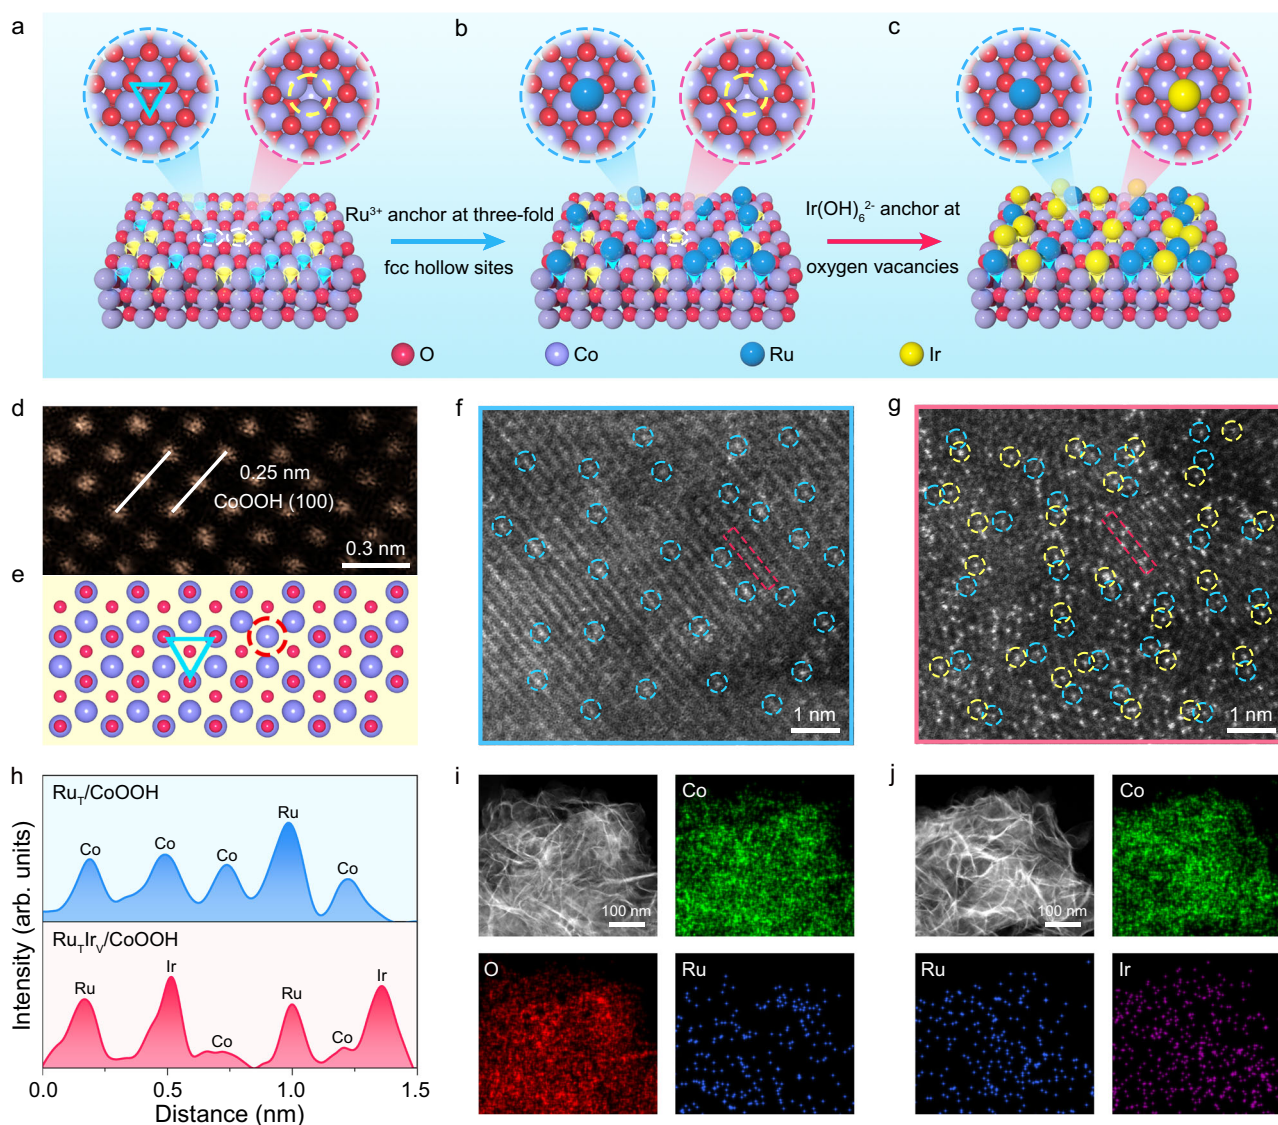 a
b
c
Ru³⁺ anchor at three-fold
fcc hollow sites
Ir(OH)₆²⁻ anchor at
oxygen vacancies
O
Co
Ru
Ir
d
0.25 nm
CoOOH (100)
0.3 nm
e
f
1 nm
g
1 nm
h
Ru_T/CoOOH
Co
Co
Co
Ru
Co
Ru_TIr_V/CoOOH
Ru
Ir
Co
Ru
Co
Ir
Intensity (arb. units)
0.0
0.5
1.0
1.5
Distance (nm)
i
100 nm
Co
O
Ru
j
100 nm
Co
Ru
Ir